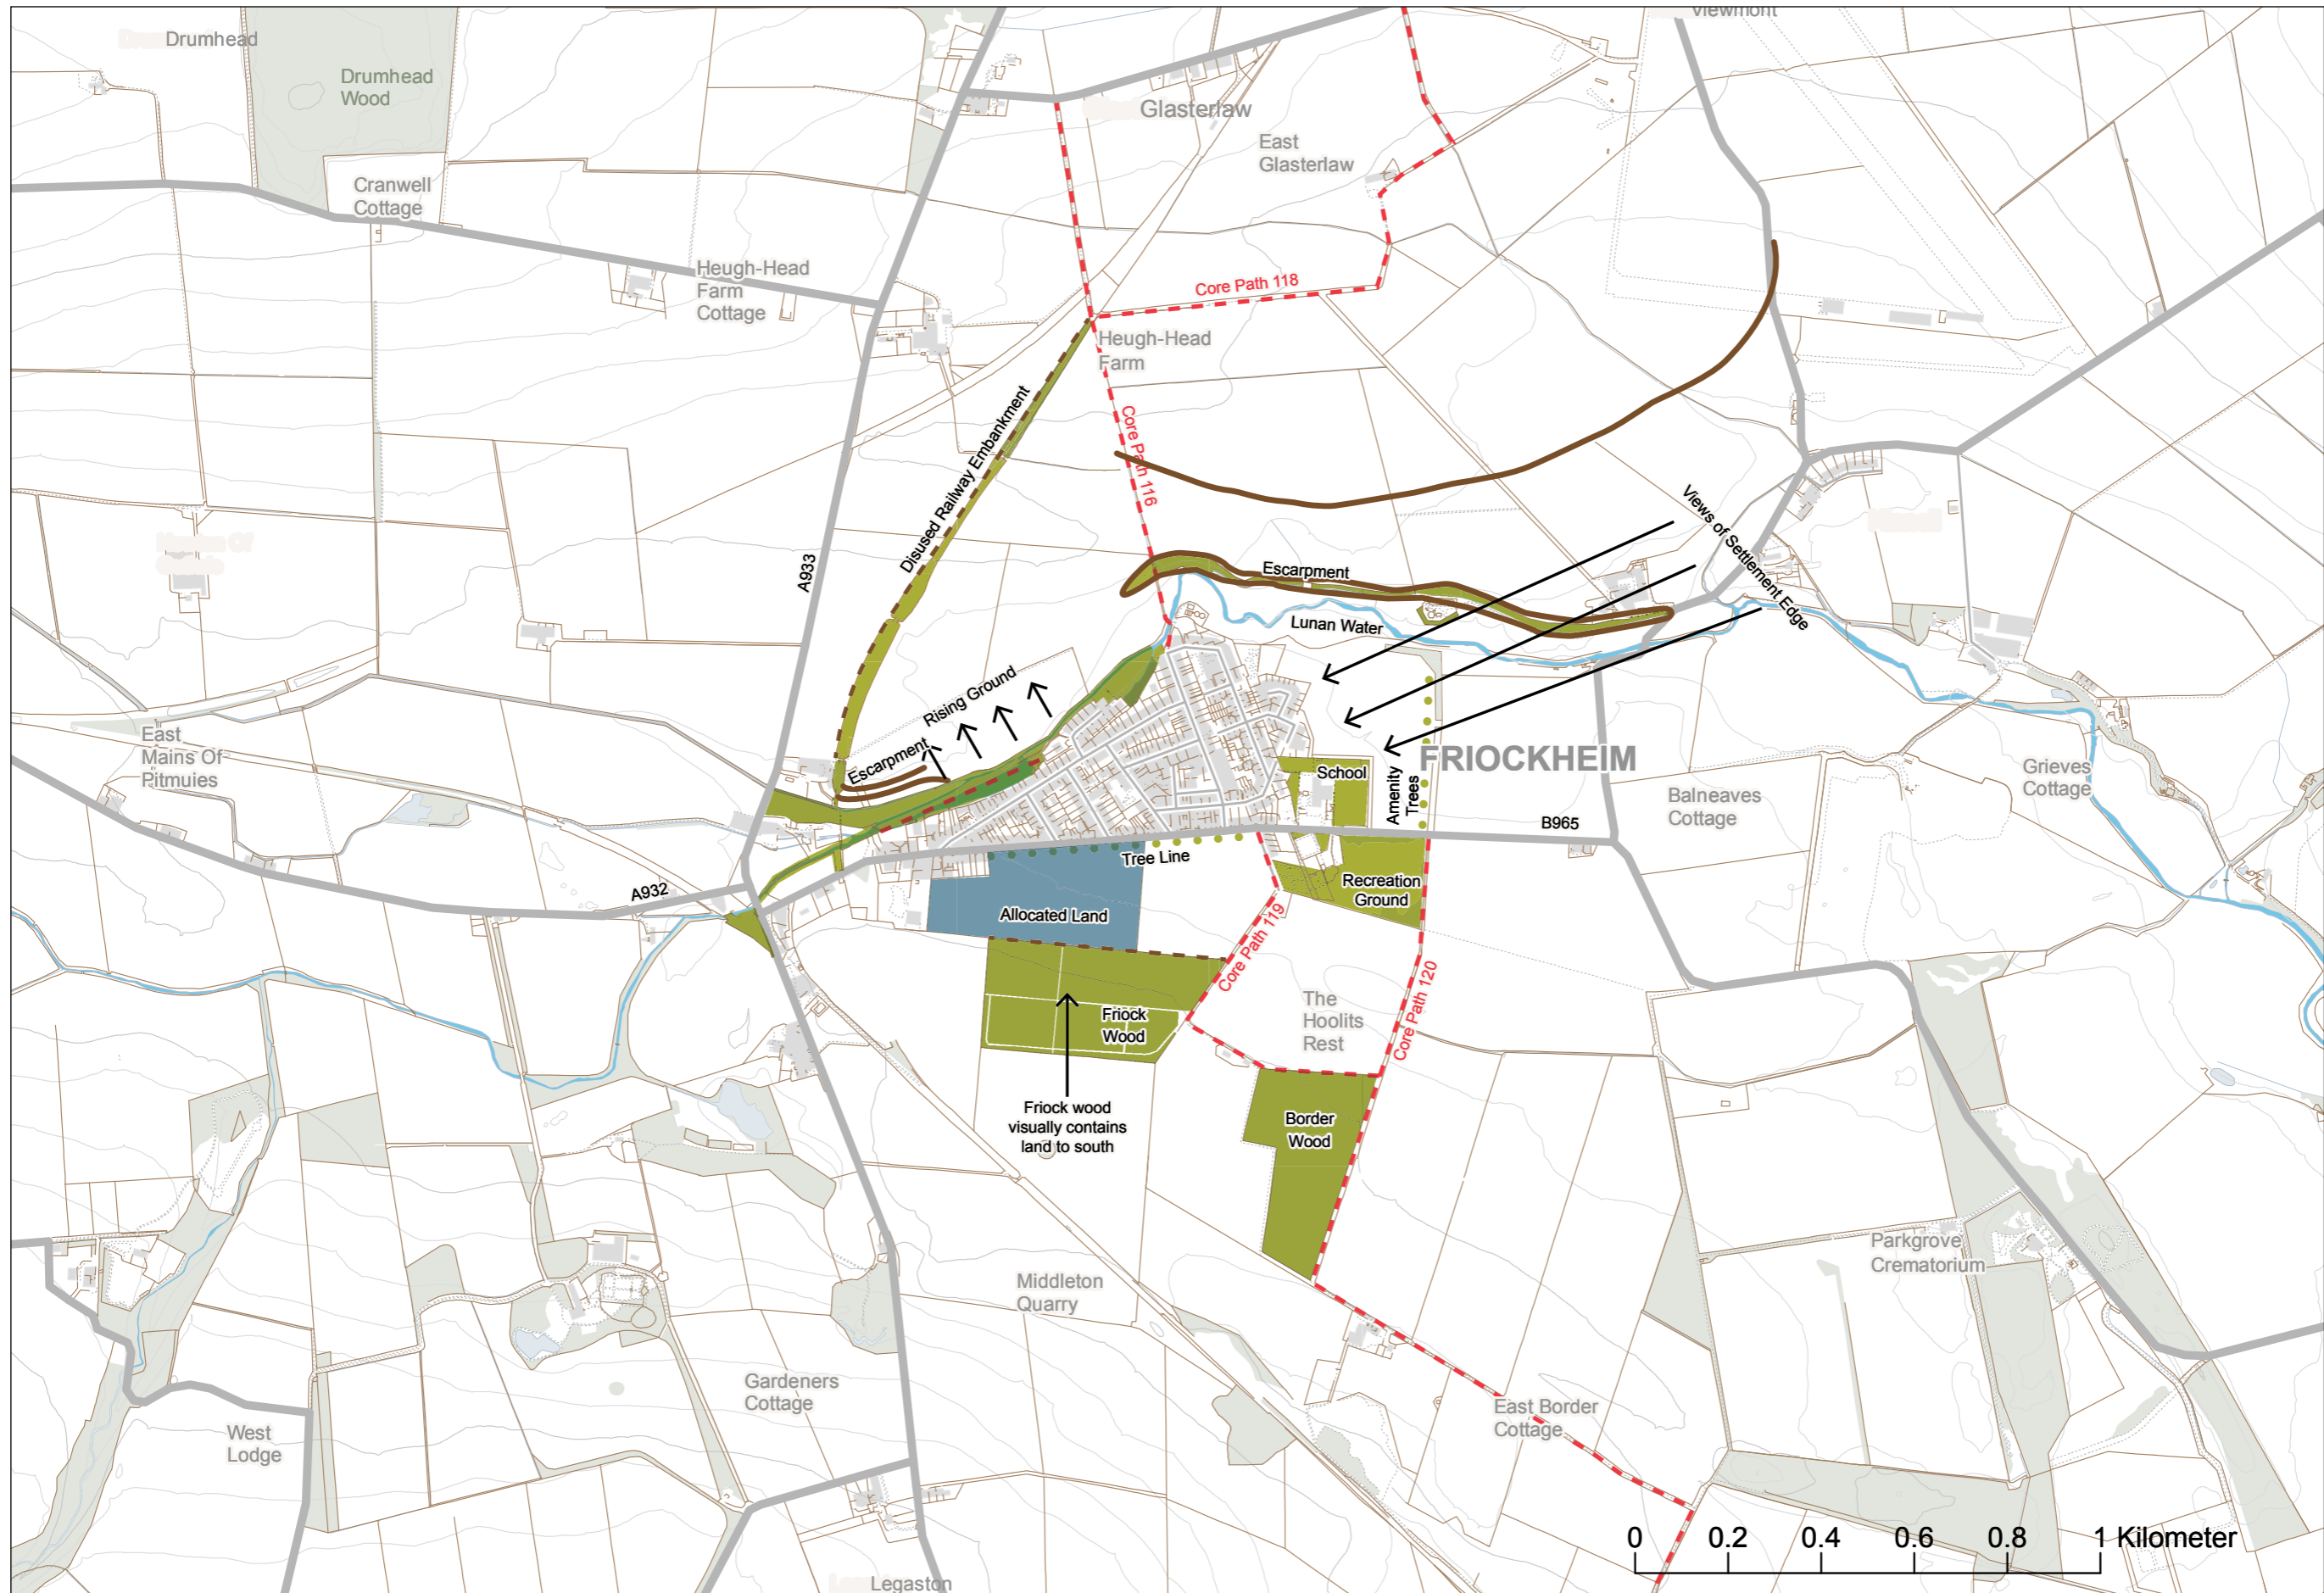 Viewmont
Drumhead
Drumhead
Wood
Glasterlaw
East
Glasterlaw
Cranwell
Cottage
Heugh-Head
Farm
Cottage
Core Path 118
Heugh-Head
Farm
Disused Railway Embankment
Core Path 116
A933
Views of Settlement Edge
Escarpment
Lunan Water
Rising Ground
Escarpment
East
Mains Of
Pitmuies
FRIOCKHEIM
School
Amenity
Trees
Grieves
Cottage
Balneaves
Cottage
B965
Tree Line
A932
Recreation
Ground
Allocated Land
Core Path 119
Core Path 120
The
Hoolits
Rest
Friock
Wood
Friock wood
visually contains
land to south
Border
Wood
Parkgrove
Crematorium
Middleton
Quarry
Gardeners
Cottage
East Border
Cottage
West
Lodge
0 0.2 0.4 0.6 0.8 1 Kilometer
Legaston